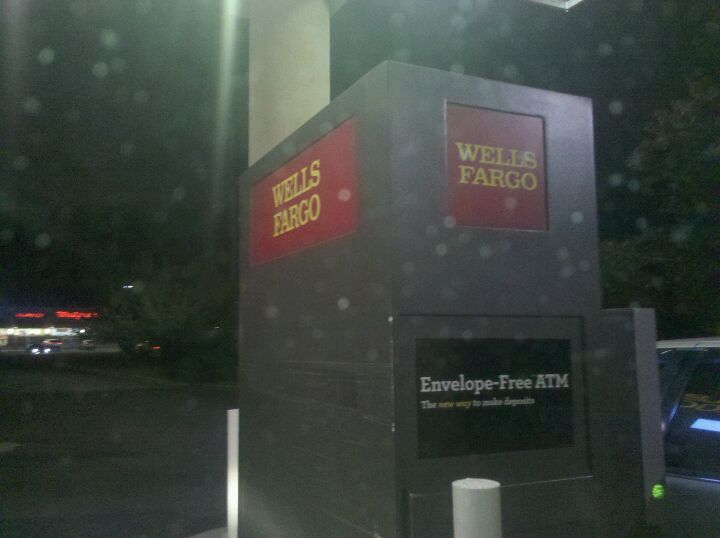 WELLS
FARGO
WELLS
FARGO
Envelope-Free ATM
The new way to make deposits